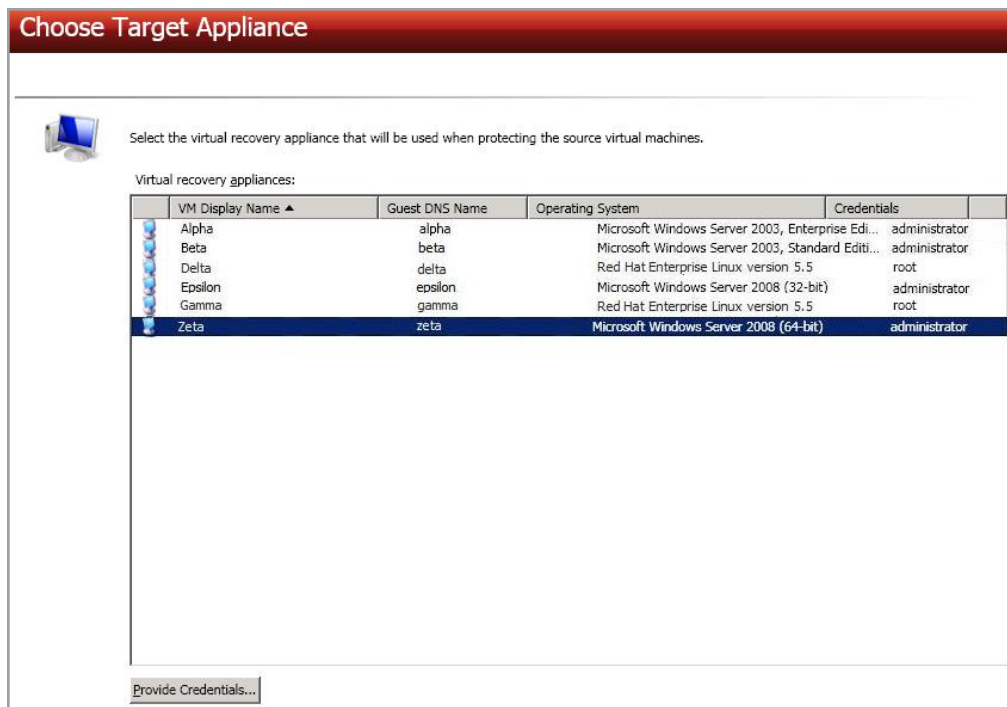 Choose Target Appliance
Select the virtual recovery appliance that will be used when protecting the source virtual machines.
Virtual recovery appliances:
VM Display Name Guest DNS Name Operating System Credentials
Alpha alpha Microsoft Windows Server 2003, Enterprise Edi... administrator
Beta beta Microsoft Windows Server 2003, Standard Editi... administrator
Delta delta Red Hat Enterprise Linux version 5.5 root
Epsilon epsilon Microsoft Windows Server 2008 (32-bit) administrator
Gamma gamma Red Hat Enterprise Linux version 5.5 root
Zeta zeta Microsoft Windows Server 2008 (64-bit) administrator
Provide Credentials...